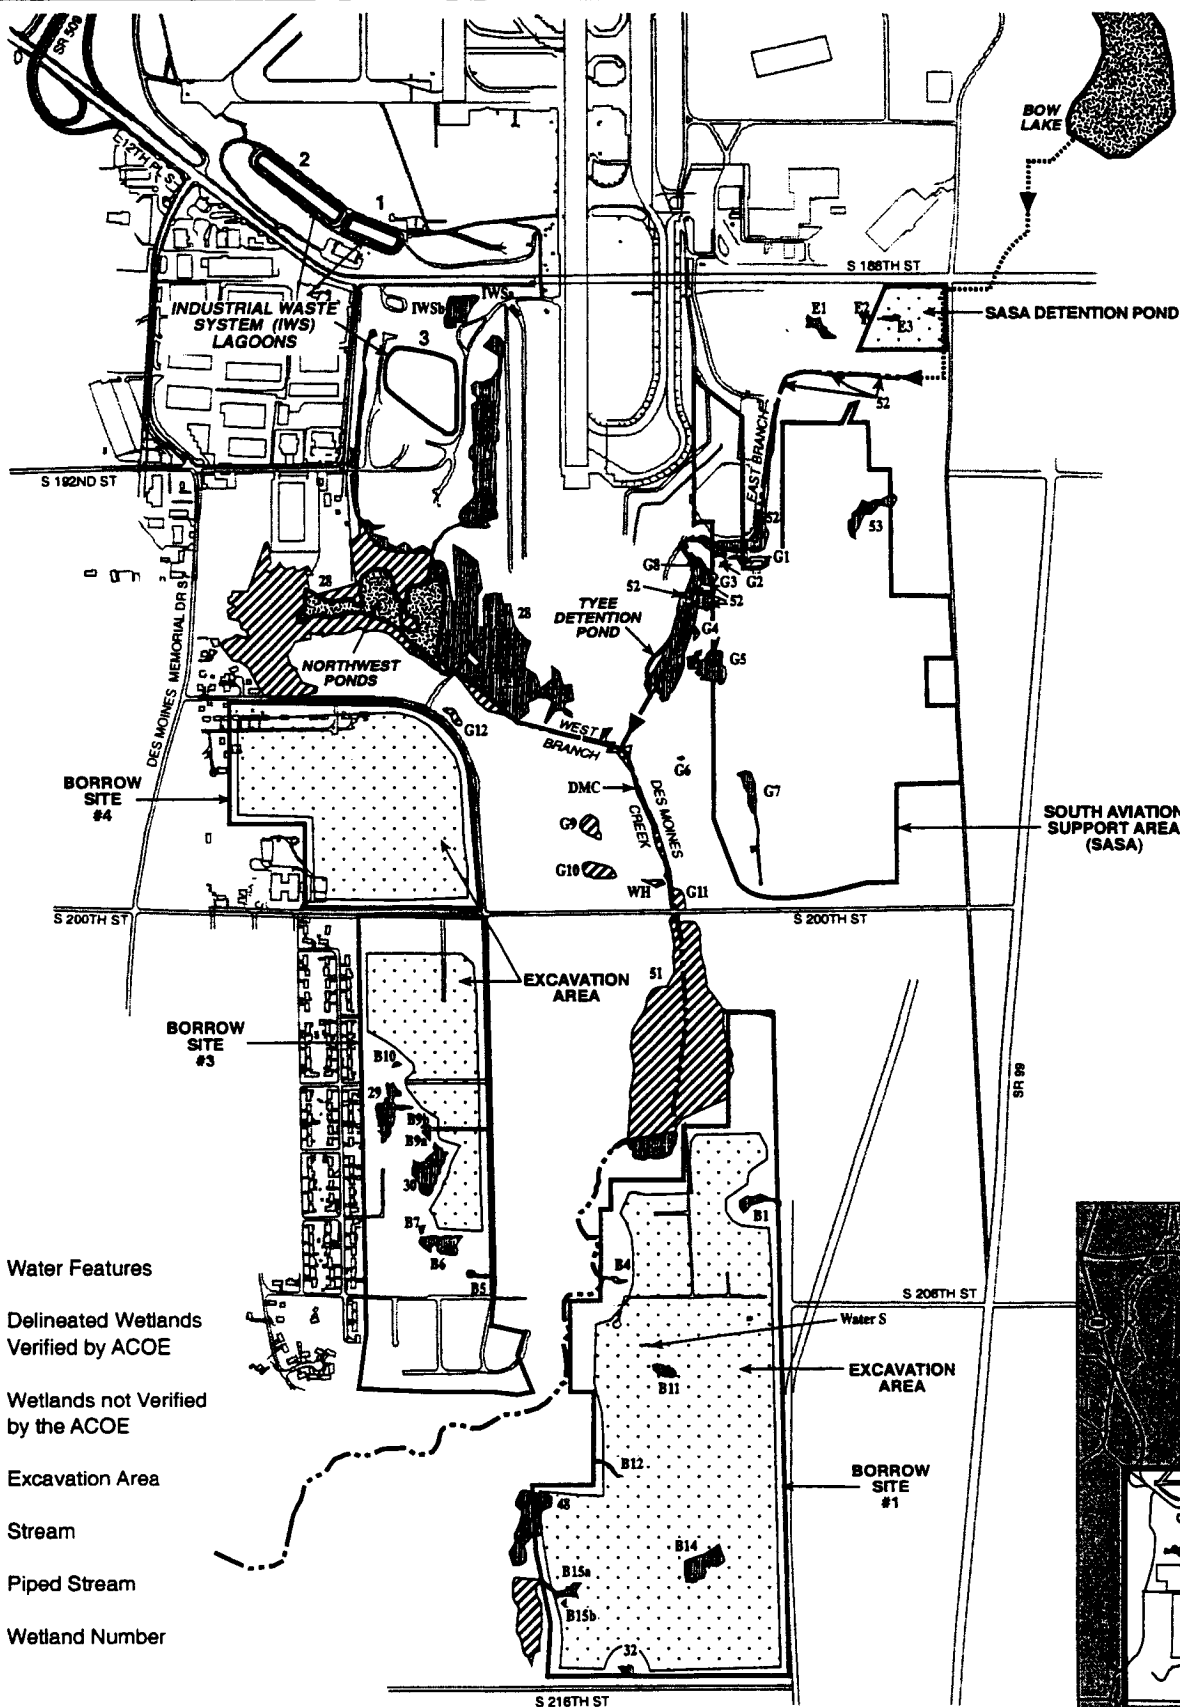 SR 509
BOW
LAKE
12TH PL S
2
1
S 188TH ST
INDUSTRIAL WASTE
SYSTEM (IWS)
LAGOONS
IWSb
IWSa
3
E1
E2
E3
SASA DETENTION POND
52
EAST BRANCH
S 192ND ST
53
52
G8
G3
G2
G1
28
52
52
28
TYEE
DETENTION
POND
G4
G5
NORTHWEST
PONDS
DES MOINES MEMORIAL DR S
G12
WEST
BRANCH
G6
G7
BORROW
SITE
#4
DMC
DES MOINES
CREEK
SOUTH AVIATION
SUPPORT AREA
(SASA)
G9
G10
WH
G11
S 200TH ST
S 200TH ST
EXCAVATION
AREA
51
BORROW
SITE
#3
B10
29
B9b
B9a
30
SR 99
B7
B6
B1
B5
B4
Water Features
S 208TH ST
Delineated Wetlands
Verified by ACOE
Water S
EXCAVATION
AREA
B11
Wetlands not Verified
by the ACOE
B12
Excavation Area
BORROW
SITE
#1
48
Stream
B14
Piped Stream
B15a
B15b
Wetland Number
32
S 216TH ST